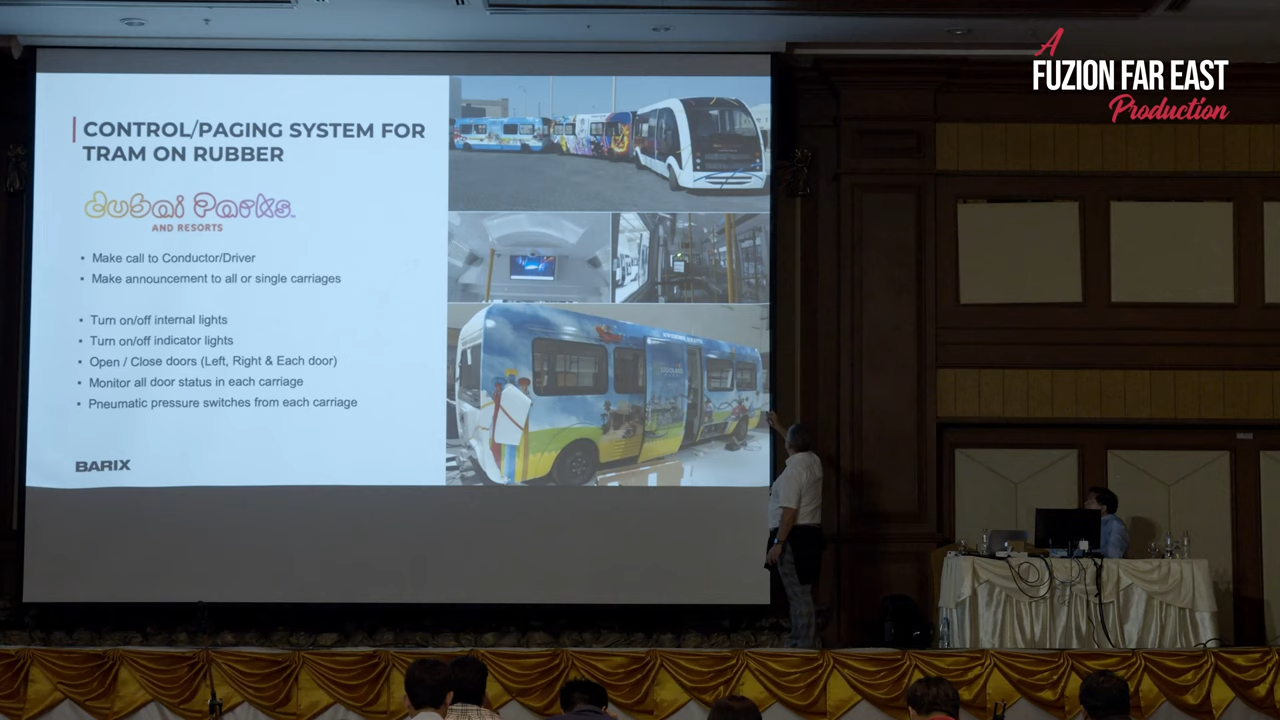 A
FUZION FAR EAST
Production
CONTROL/PAGING SYSTEM FOR
TRAM ON RUBBER
dubai Parks
AND RESORTS
• Make call to Conductor/Driver
• Make announcement to all or single carriages
• Turn on/off internal lights
• Turn on/off indicator lights
• Open / Close doors (Left, Right & Each door)
• Monitor all door status in each carriage
• Pneumatic pressure switches from each carriage
BARIX
LEGOLAND